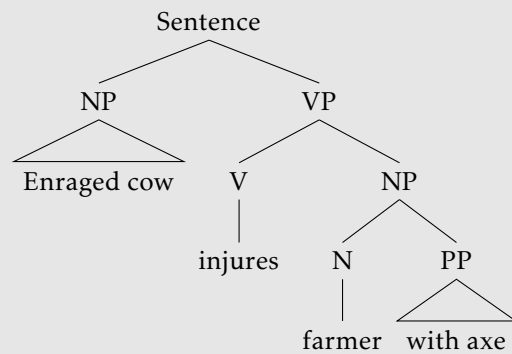 Sentence
NP VP
Enraged cow V NP
injures N PP
farmer with axe